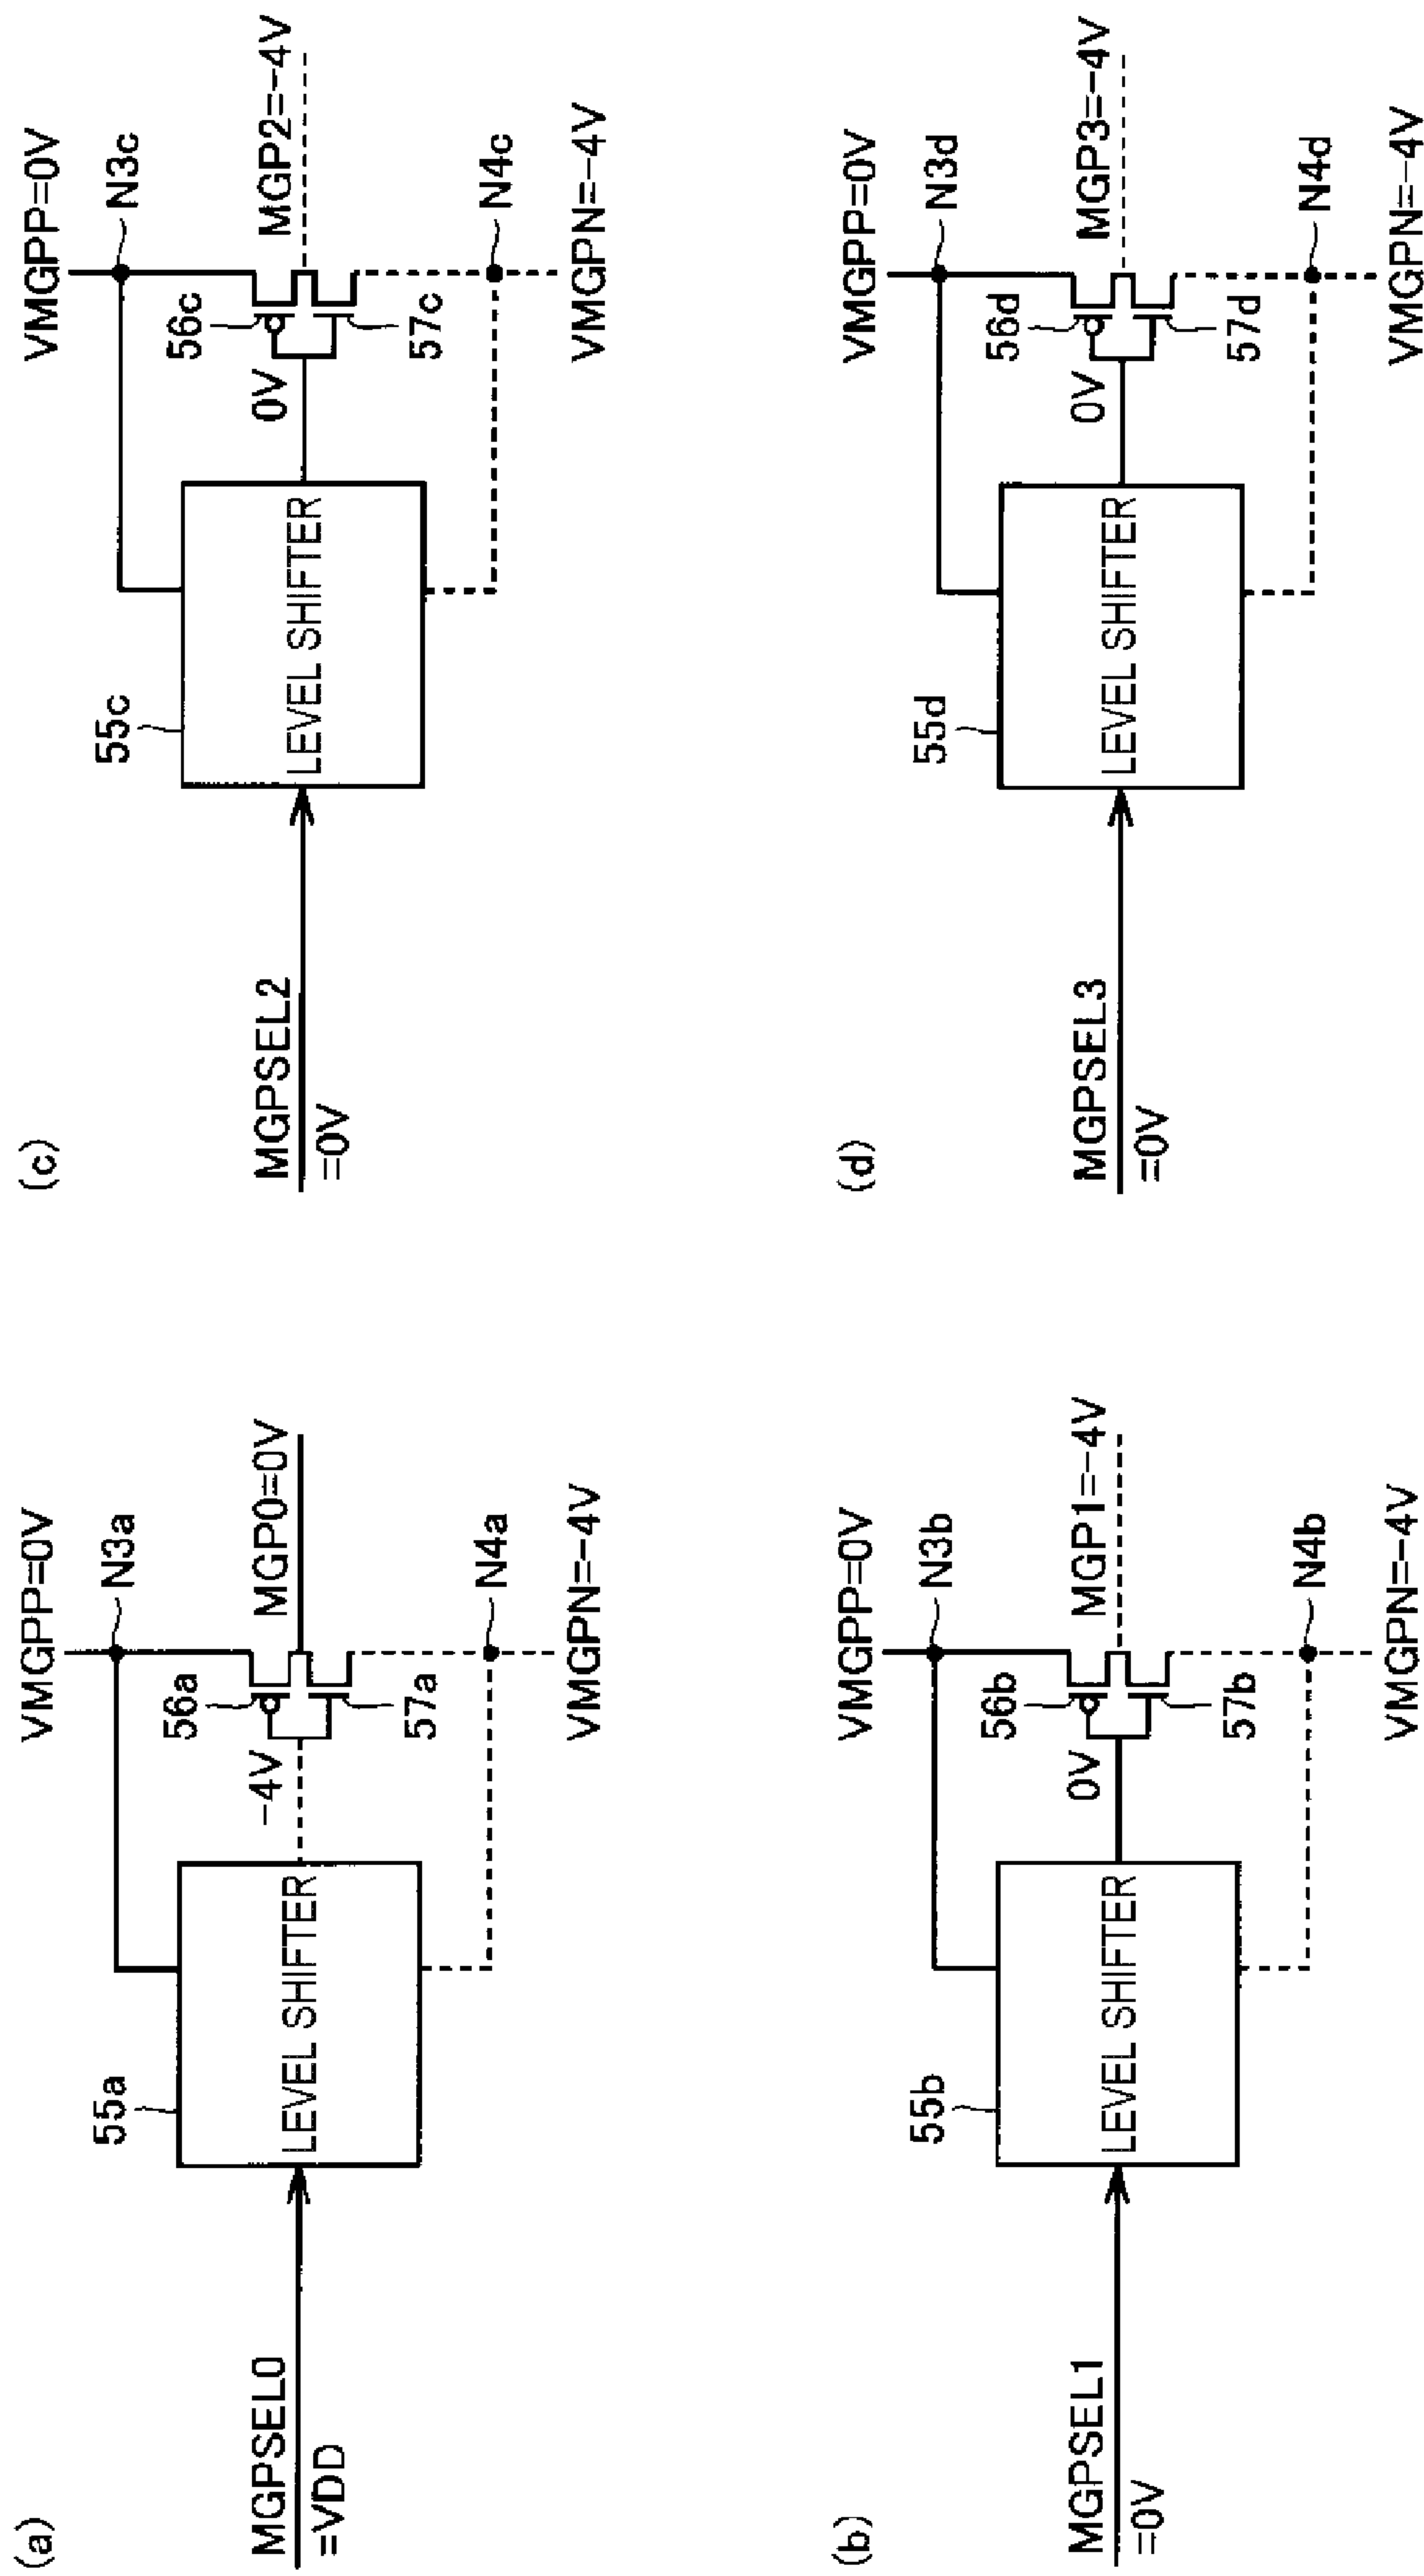 (a)
MGPSEL0
=VDD
55a
LEVEL SHIFTER
-4V
56a
57a
VMGPP=0V
N3a
MGP0=0V
N4a
VMGPN=-4V
(b)
MGPSEL1
=0V
55b
LEVEL SHIFTER
0V
56b
57b
VMGPP=0V
N3b
MGP1=-4V
N4b
VMGPN=-4V
(c)
MGPSEL2
=0V
55c
LEVEL SHIFTER
0V
56c
57c
VMGPP=0V
N3c
MGP2=-4V
N4c
VMGPN=-4V
(d)
MGPSEL3
=0V
55d
LEVEL SHIFTER
0V
56d
57d
VMGPP=0V
N3d
MGP3=-4V
N4d
VMGPN=-4V